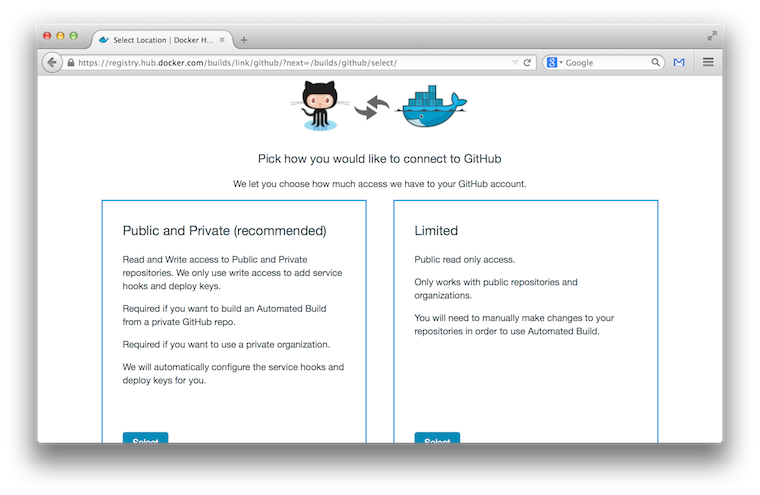 Select Location | Docker H...
https://registry.hub.docker.com/builds/link/github/?next=/builds/github/select/
Google
Pick how you would like to connect to GitHub
We let you choose how much access we have to your GitHub account.
Public and Private (recommended)
Read and Write access to Public and Private
repositories. We only use write access to add service
hooks and deploy keys.
Required if you want to build an Automated Build
from a private GitHub repo.
Required if you want to use a private organization.
We will automatically configure the service hooks and
deploy keys for you.
Select
Limited
Public read only access.
Only works with public repositories and
organizations.
You will need to manually make changes to your
repositories in order to use Automated Build.
Select